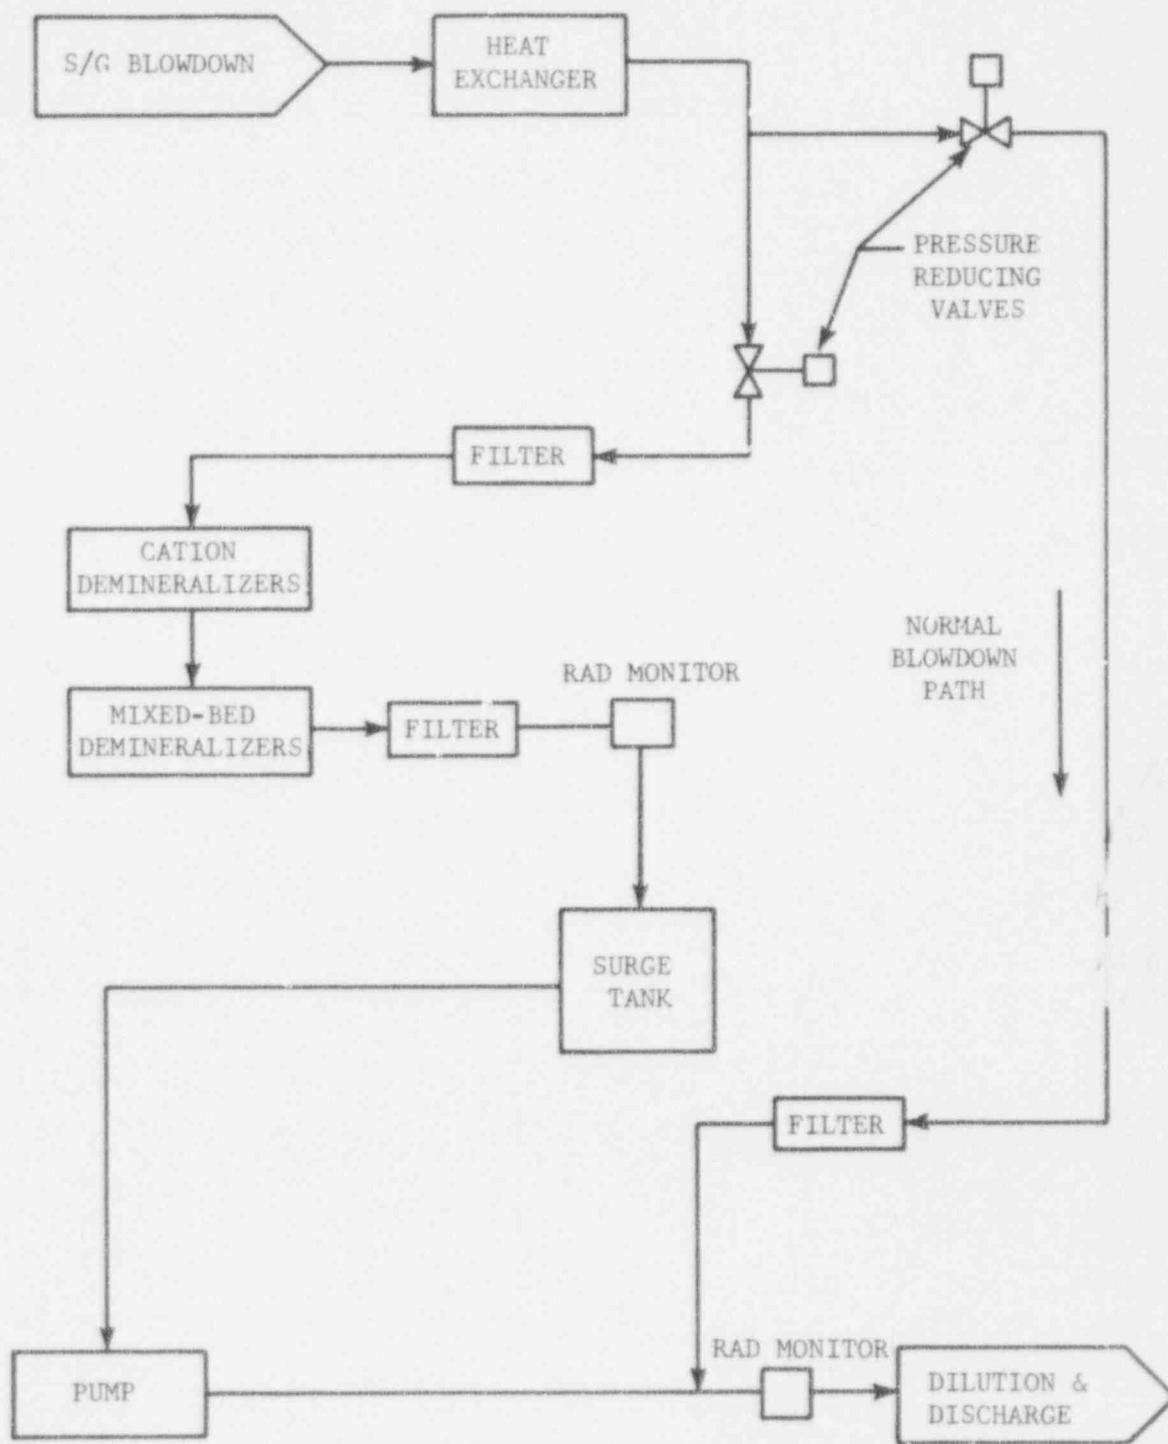 S/G BLOWDOWN
HEAT
EXCHANGER
PRESSURE
REDUCING
VALVES
FILTER
CATION
DEMINERALIZERS
NORMAL
BLOWDOWN
PATH
RAD MONITOR
MIXED-BED
DEMINERALIZERS
FILTER
SURGE
TANK
FILTER
RAD MONITOR
PUMP
DILUTION &
DISCHARGE